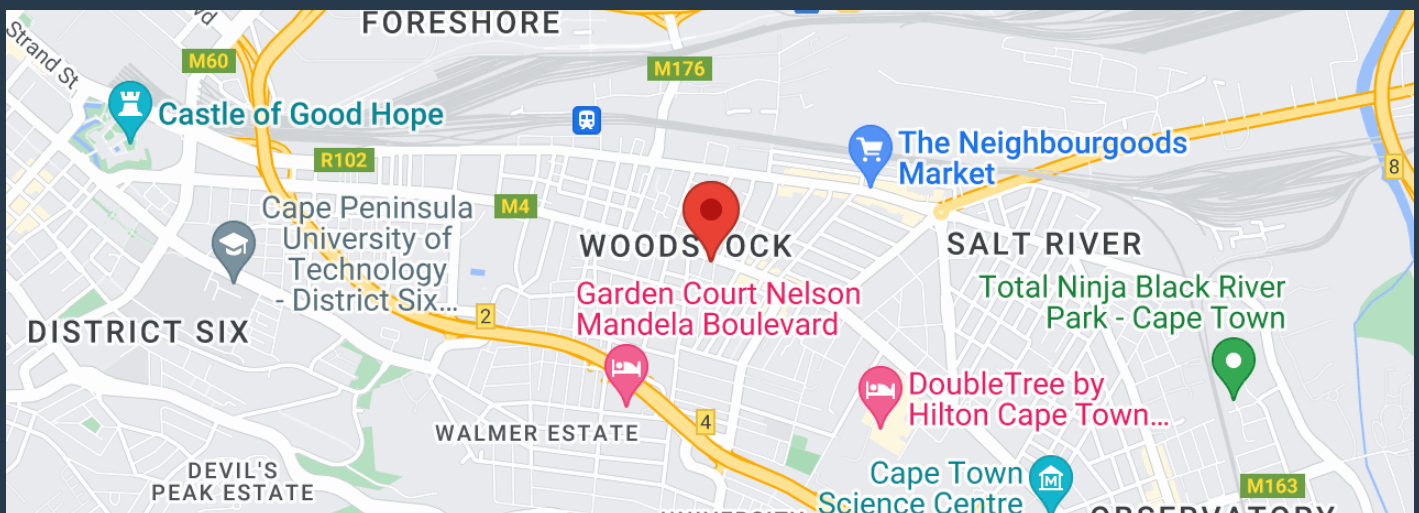 FORESHORE
Strand St
M60
M176
Castle of Good Hope
The Neighbourgoods
Market
8
R102
M4
Cape Peninsula
University of
Technology
- District Six...
WOODSTOCK
SALT RIVER
Garden Court Nelson
Mandela Boulevard
Total Ninja Black River
Park - Cape Town
2
DISTRICT SIX
DoubleTree by
Hilton Cape Town...
4
WALMER ESTATE
DEVIL'S
PEAK ESTATE
Cape Town
Science Centre
M163
OBSERVATORY